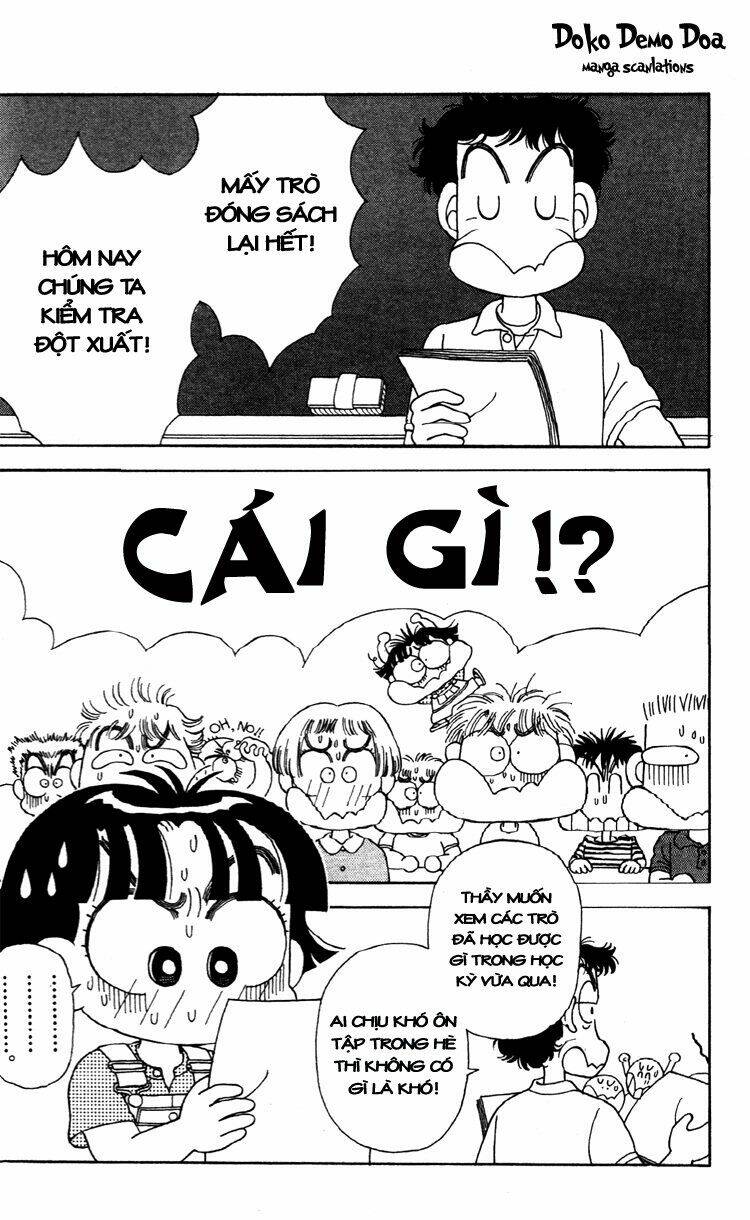 Doko Demo Doa
manga scanlations
MẤY TRÒ
ĐÓNG SÁCH
LẠI HẾT!
HÔM NAY
CHÚNG TA
KIỂM TRA
ĐỘT XUẤT!
CÁI GÌ!?
OH, NO!!
THẦY MUỐN
XEM CÁC TRÒ
ĐÃ HỌC ĐƯỢC
GÌ TRONG HỌC
KỲ VỪA QUA!
AI CHỊU KHÓ ÔN
TẬP TRONG HÈ
THÌ KHÔNG CÓ
GÌ LÀ KHÓ!